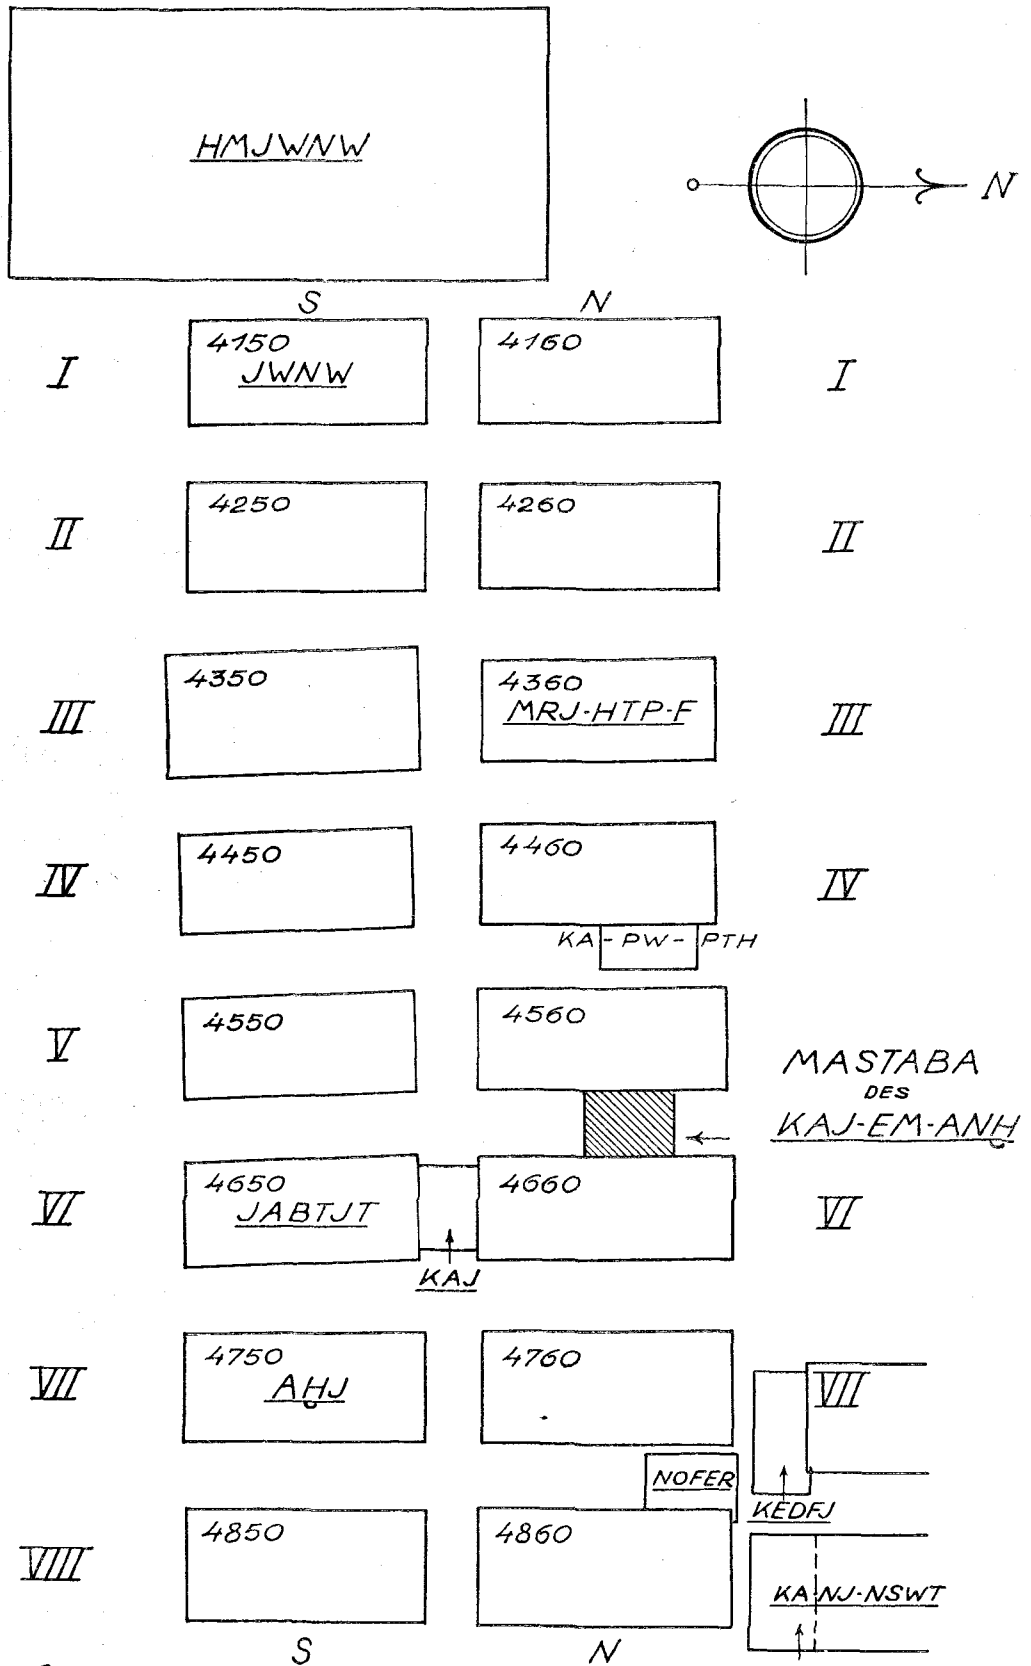 HMJWNW
N
S N
I 4150 4160 I
JWNW
II 4250 4260 II
III 4350 4360 III
MRJ-HTP-F
IV 4450 4460 IV
KA-PW-PTH
V 4550 4560
MASTABA
DES
KAJ-EM-ANḪ
VI 4650 4660 VI
JABTJT
KAJ
VII 4750 4760 VII
AḪJ
NOFER
KEDFJ
VIII 4850 4860
KA NJ-NSWT
S N